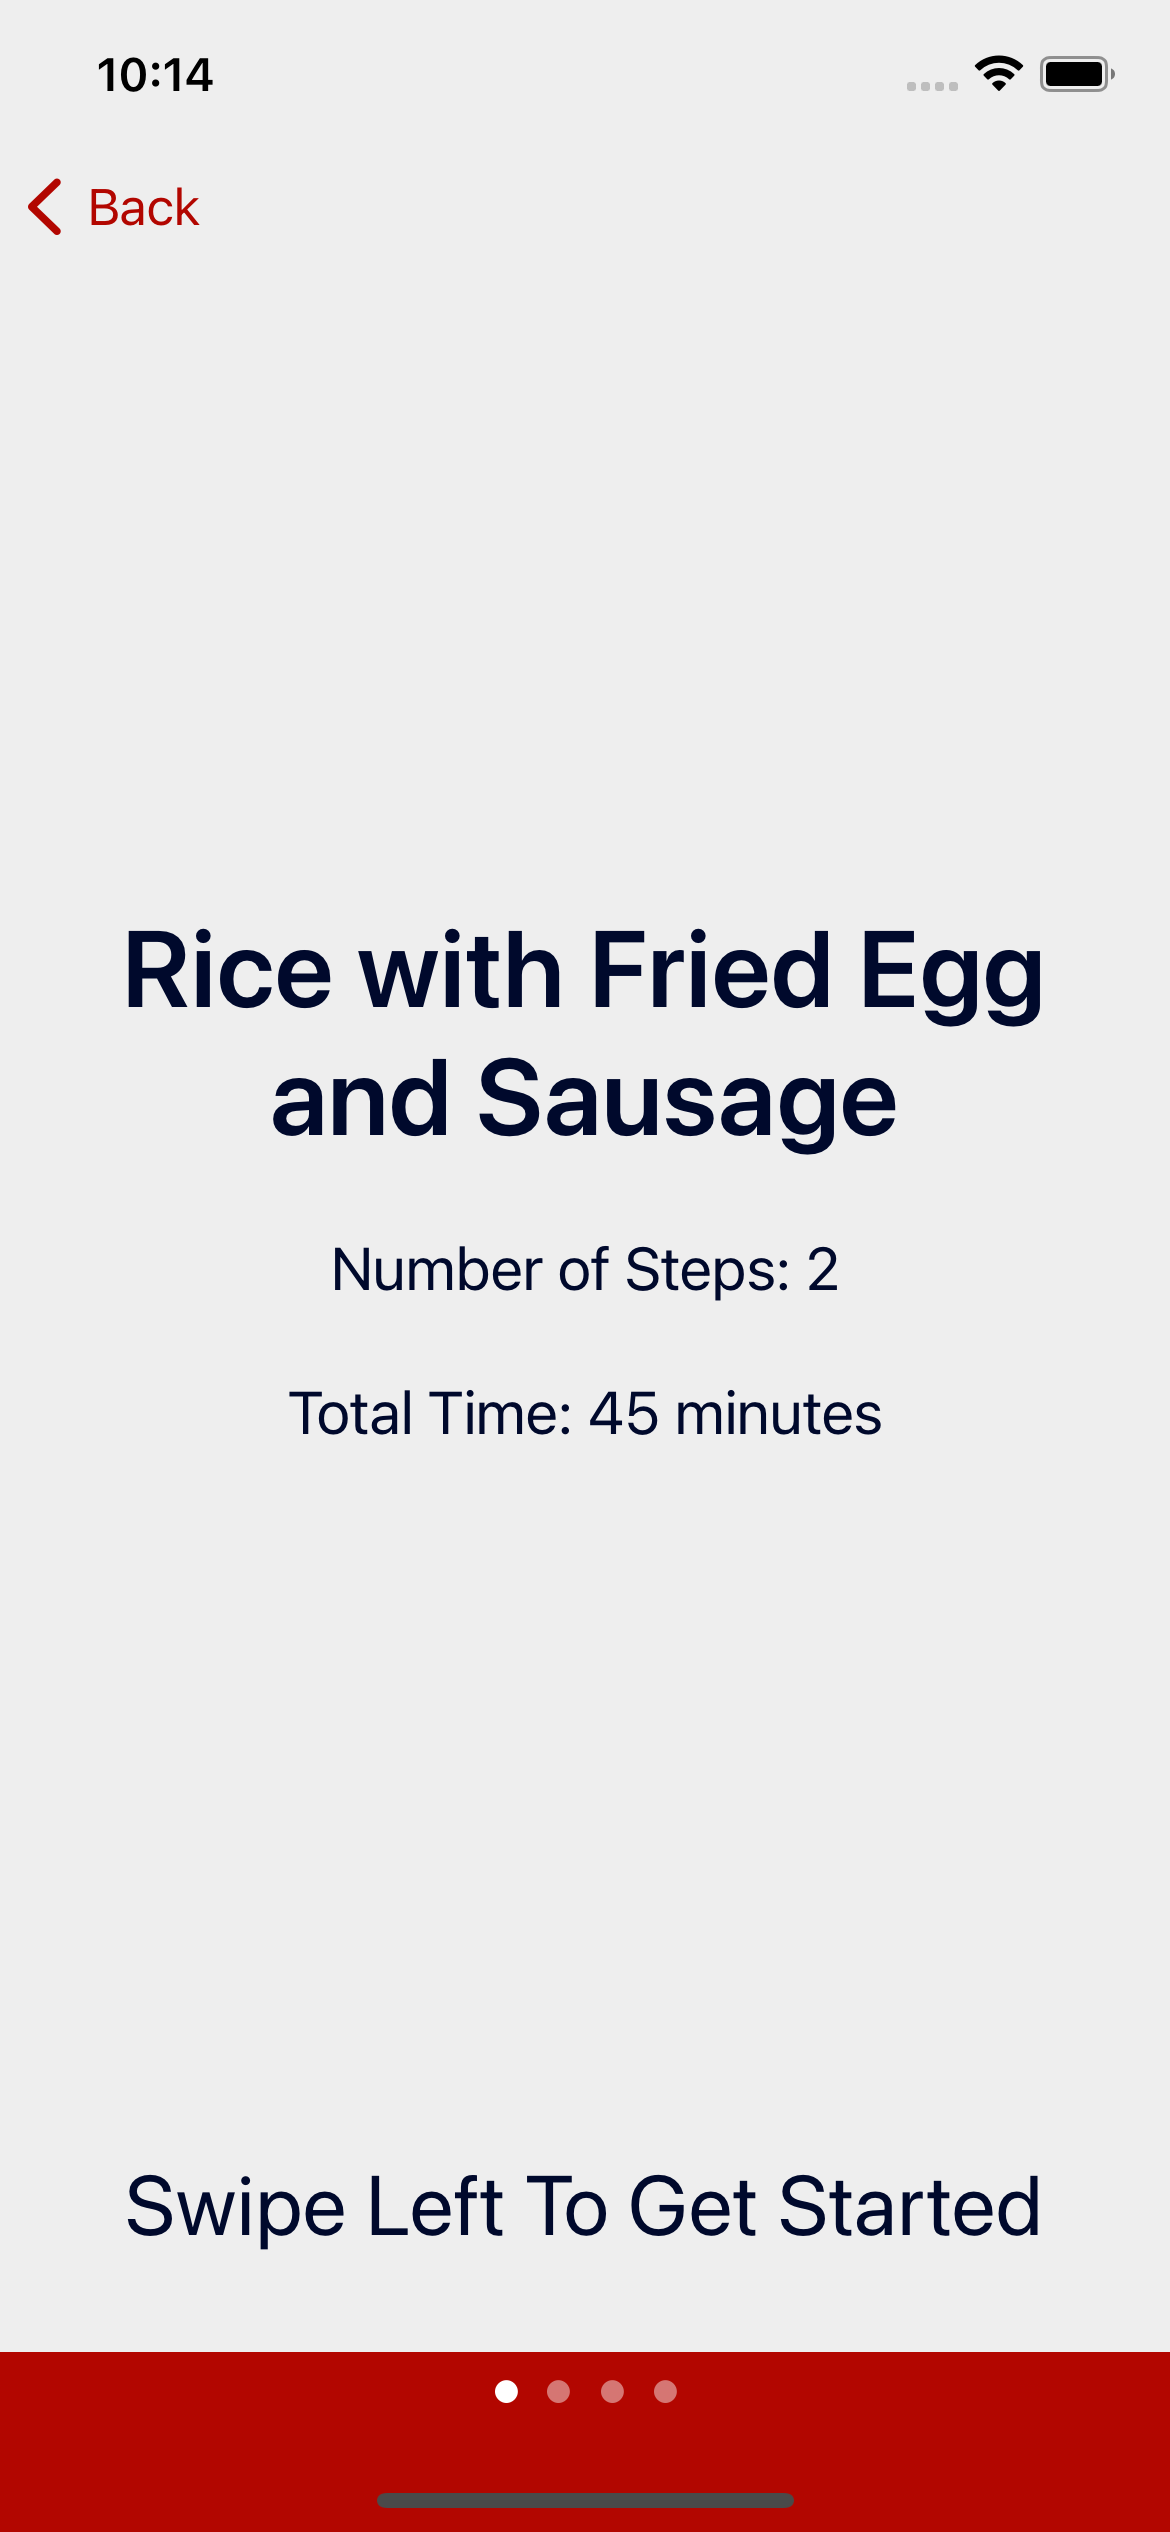 10:14
Back
Rice with Fried Egg
and Sausage
Number of Steps: 2
Total Time: 45 minutes
Swipe Left To Get Started